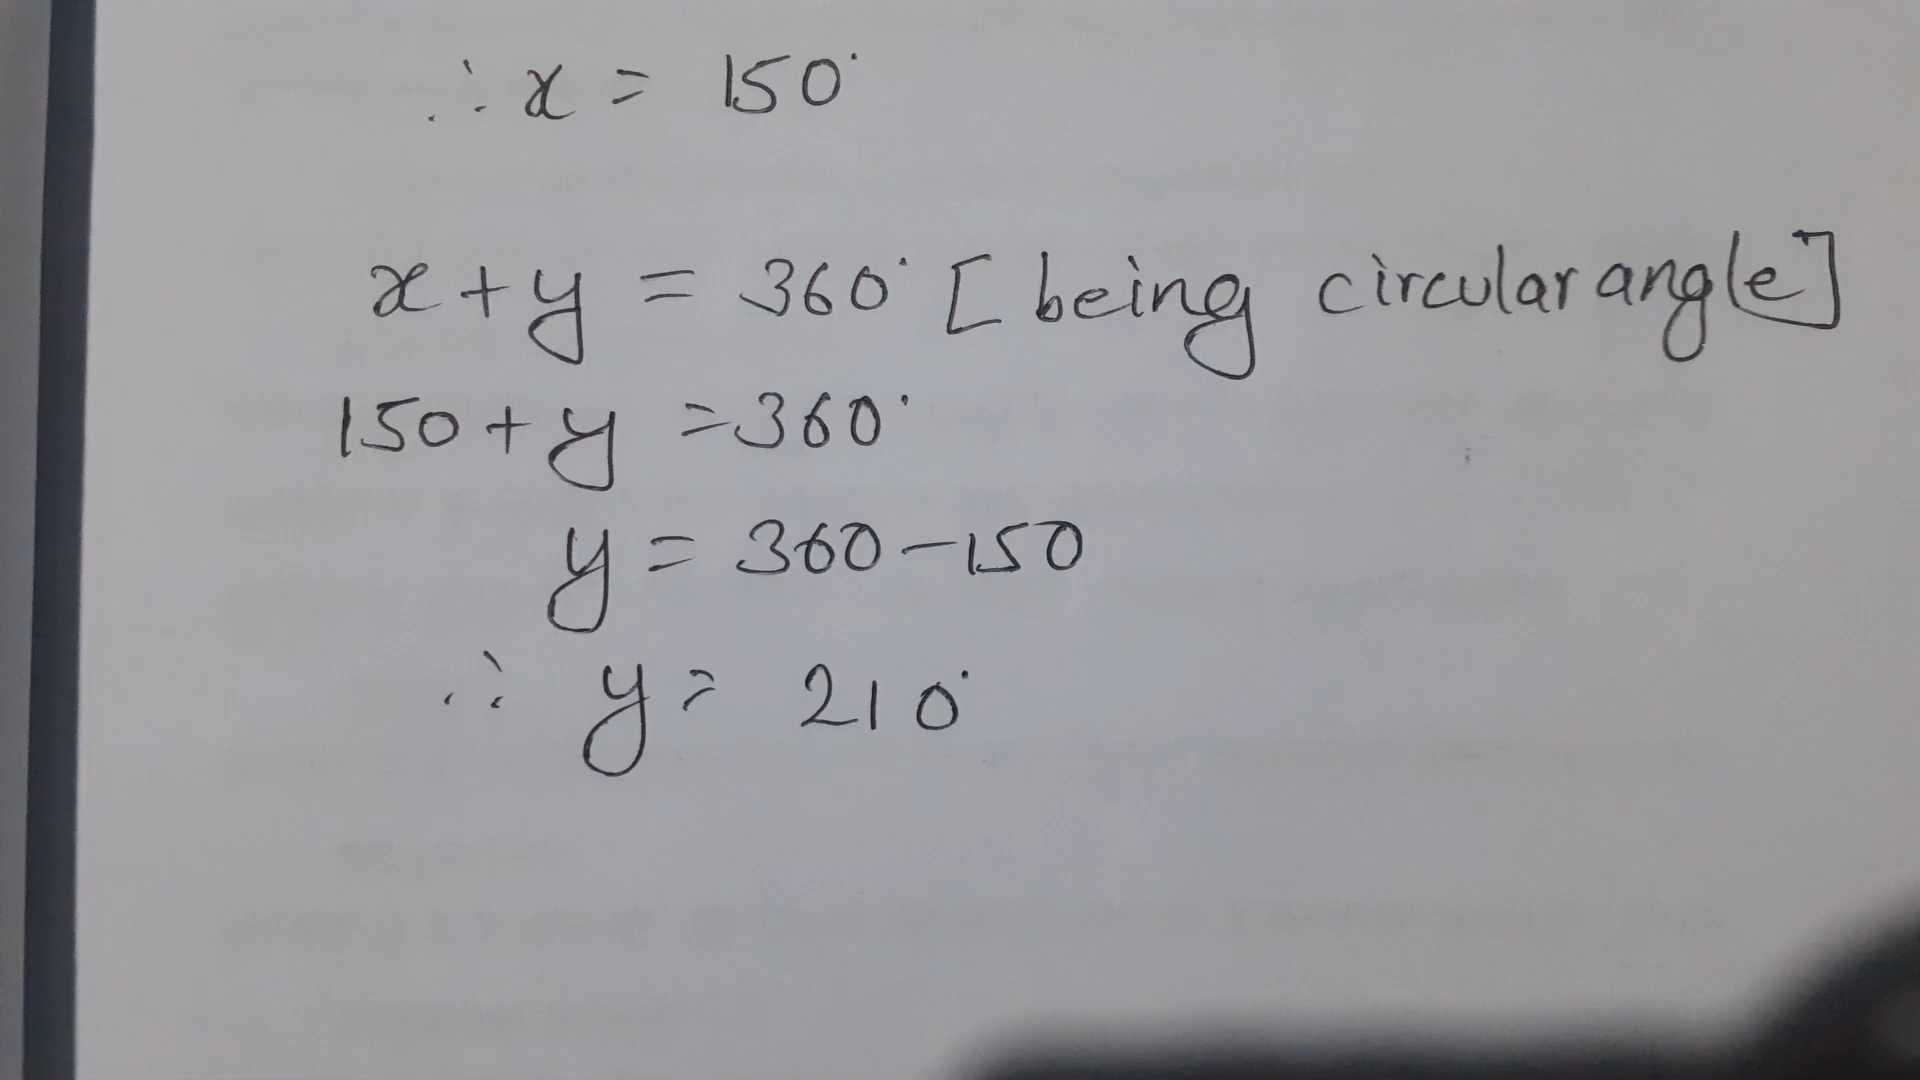 ∴ x = 150°
x + y = 360° [being circular angle]
150 + y = 360°
y = 360 - 150
∴ y = 210°